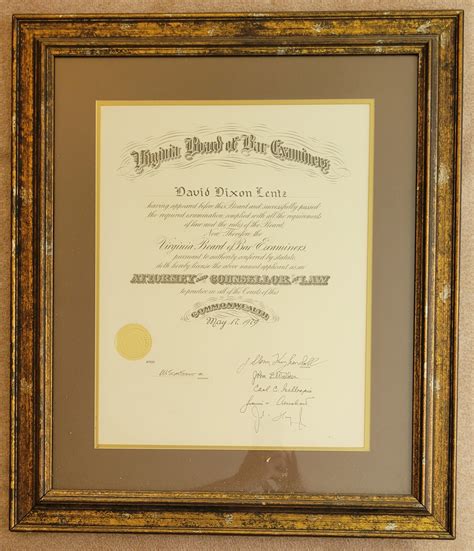 Virginia Board of Bar Examiners
David Dixon Lentz
having appeared before this Board and successfully passed
the required examination, complied with all the requirements
of law and the rules of the Board,
Now Therefore the
Virginia Board of Bar Examiners,
pursuant to authority conferred by statute,
doth hereby license the above named applicant as an
Attorney and Counsellor at Law
to practice in all of the Courts of this
Commonwealth
May 17, 1979
Carl C. Gillespie